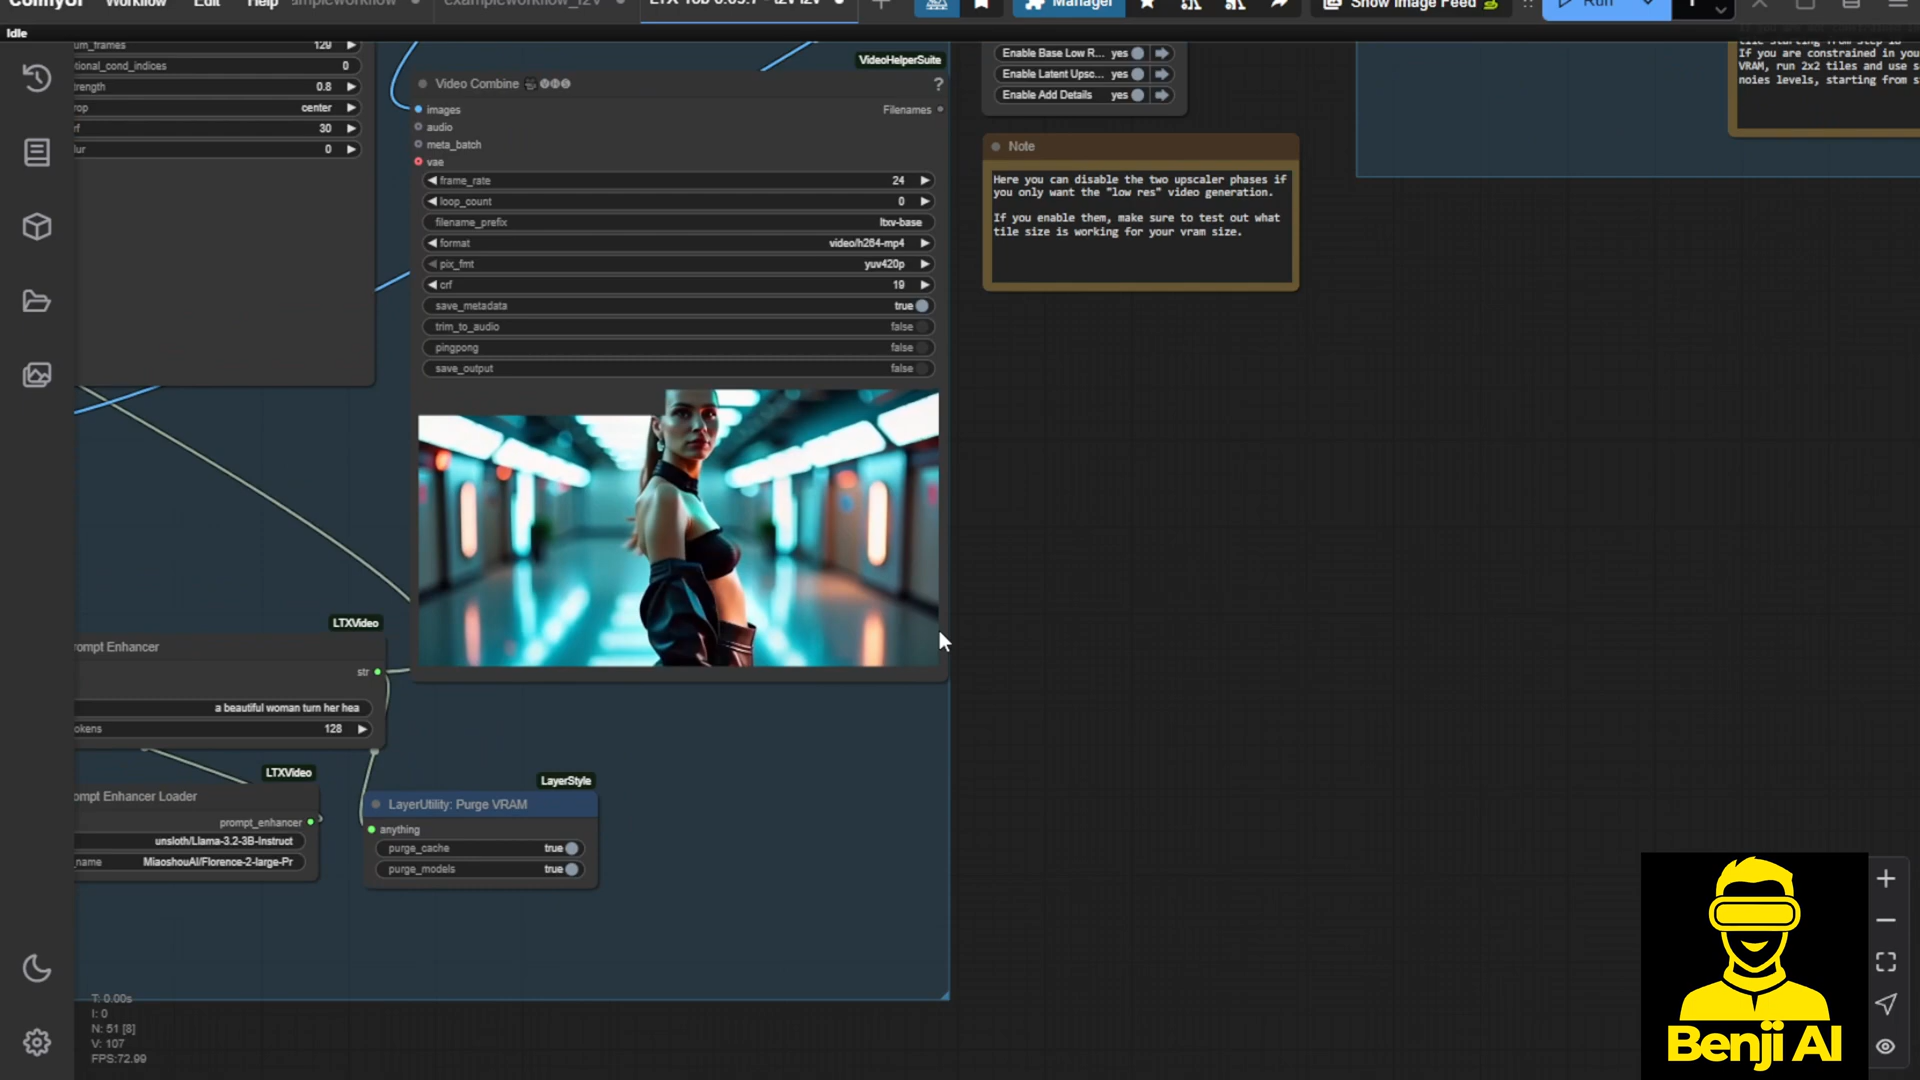 Workflow
Edit
Help
exampleworkflow_i2v
Manager
Show Image Feed
Run
Idle
129
tional_cond_indices 0
0.8
center
30
0
VideoHelperSuite
Video Combine
?
images
Filenames
audio
meta_batch
vae
frame_rate 24
loop_count 0
filename_prefix ltxv-base
format video/h264-mp4
pix_fmt yuv420p
crf 19
save_metadata true
trim_to_audio false
pingpong false
save_output false
Enable Base Low R... yes
Enable Latent Upsc... yes
Enable Add Details yes
Note
Here you can disable the two upscaler phases if
you only want the "low res" video generation.
If you enable them, make sure to test out what
tile size is working for your vram size.
If you are constrained in you
VRAM, run 2x2 tiles and use s
noies levels, starting from s
LTXVideo
ompt Enhancer
str
a beautiful woman turn her hea
okens 128
LTXVideo
ompt Enhancer Loader
prompt_enhancer
unsloth/Llama-3.2-3B-Instruct
_name MiaoshouAI/Florence-2-large-Pr
LayerStyle
LayerUtility: Purge VRAM
anything
purge_cache true
purge_models true
T: 0.00s
I: 0
N: 51 [8]
V: 107
FPS:72.99
Benji AI